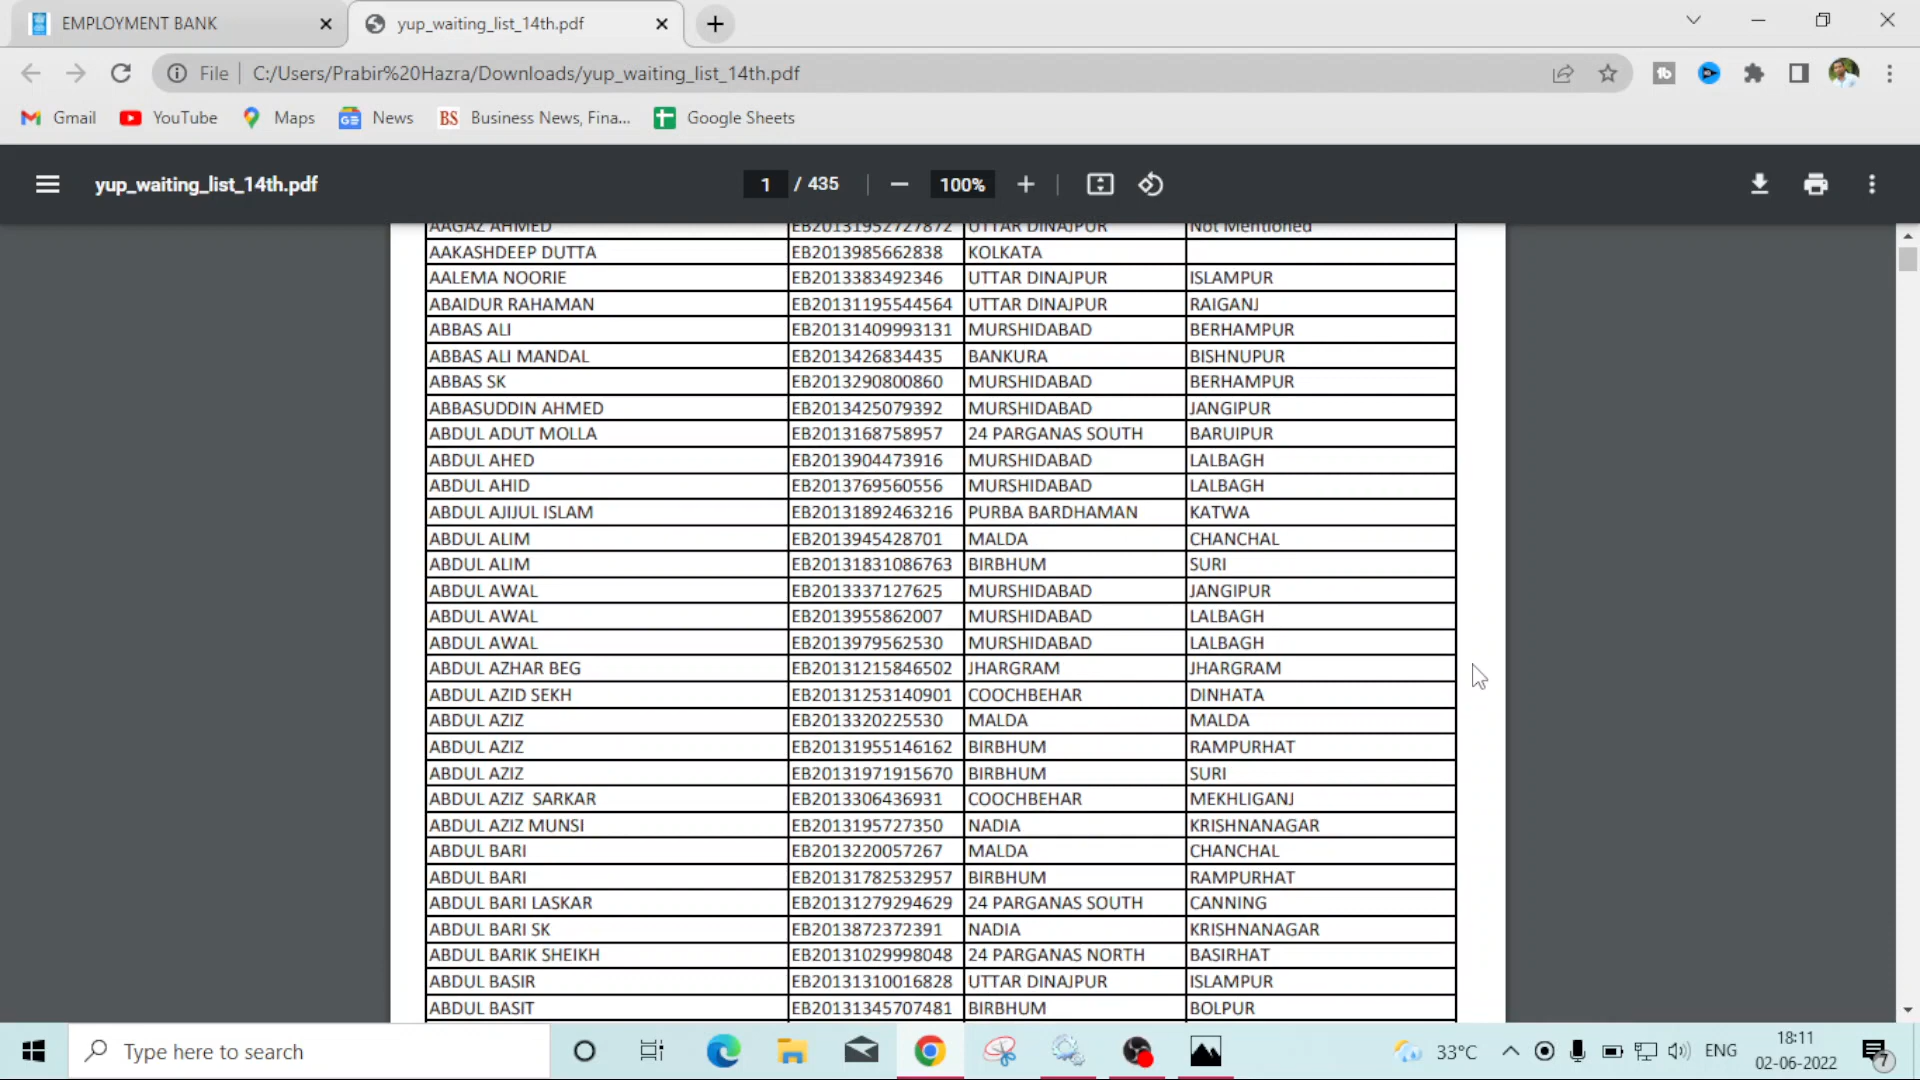 EMPLOYMENT BANK
yup_waiting_list_14th.pdf
File C:/Users/Prabir%20Hazra/Downloads/yup_waiting_list_14th.pdf
Gmail YouTube Maps News BS Business News, Fina... Google Sheets
yup_waiting_list_14th.pdf 1 / 435 100%
AAGAZ AHMED EB20131952727872 UTTAR DINAJPUR Not Mentioned
AAKASHDEEP DUTTA EB2013985662838 KOLKATA
AALEMA NOORIE EB2013383492346 UTTAR DINAJPUR ISLAMPUR
ABAIDUR RAHAMAN EB20131195544564 UTTAR DINAJPUR RAIGANJ
ABBAS ALI EB20131409993131 MURSHIDABAD BERHAMPUR
ABBAS ALI MANDAL EB2013426834435 BANKURA BISHNUPUR
ABBAS SK EB2013290800860 MURSHIDABAD BERHAMPUR
ABBASUDDIN AHMED EB2013425079392 MURSHIDABAD JANGIPUR
ABDUL ADUT MOLLA EB2013168758957 24 PARGANAS SOUTH BARUIPUR
ABDUL AHED EB2013904473916 MURSHIDABAD LALBAGH
ABDUL AHID EB2013769560556 MURSHIDABAD LALBAGH
ABDUL AJIJUL ISLAM EB20131892463216 PURBA BARDHAMAN KATWA
ABDUL ALIM EB2013945428701 MALDA CHANCHAL
ABDUL ALIM EB20131831086763 BIRBHUM SURI
ABDUL AWAL EB2013337127625 MURSHIDABAD JANGIPUR
ABDUL AWAL EB2013955862007 MURSHIDABAD LALBAGH
ABDUL AWAL EB2013979562530 MURSHIDABAD LALBAGH
ABDUL AZHAR BEG EB20131215846502 JHARGRAM JHARGRAM
ABDUL AZID SEKH EB20131253140901 COOCHBEHAR DINHATA
ABDUL AZIZ EB2013320225530 MALDA MALDA
ABDUL AZIZ EB20131955146162 BIRBHUM RAMPURHAT
ABDUL AZIZ EB20131971915670 BIRBHUM SURI
ABDUL AZIZ SARKAR EB2013306436931 COOCHBEHAR MEKHLIGANJ
ABDUL AZIZ MUNSI EB2013195727350 NADIA KRISHNANAGAR
ABDUL BARI EB2013220057267 MALDA CHANCHAL
ABDUL BARI EB20131782532957 BIRBHUM RAMPURHAT
ABDUL BARI LASKAR EB20131279294629 24 PARGANAS SOUTH CANNING
ABDUL BARI SK EB2013872372391 NADIA KRISHNANAGAR
ABDUL BARIK SHEIKH EB20131029998048 24 PARGANAS NORTH BASIRHAT
ABDUL BASIR EB20131310016828 UTTAR DINAJPUR ISLAMPUR
ABDUL BASIT EB20131345707481 BIRBHUM BOLPUR
Type here to search 33°C ENG 18:11
02-06-2022 7